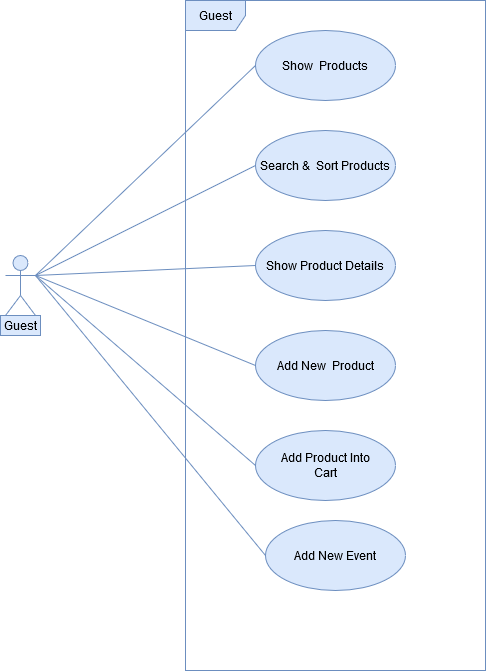 Guest
Show Products
Search & Sort Products
Show Product Details
Guest
Add New Product
Add Product Into
Cart
Add New Event